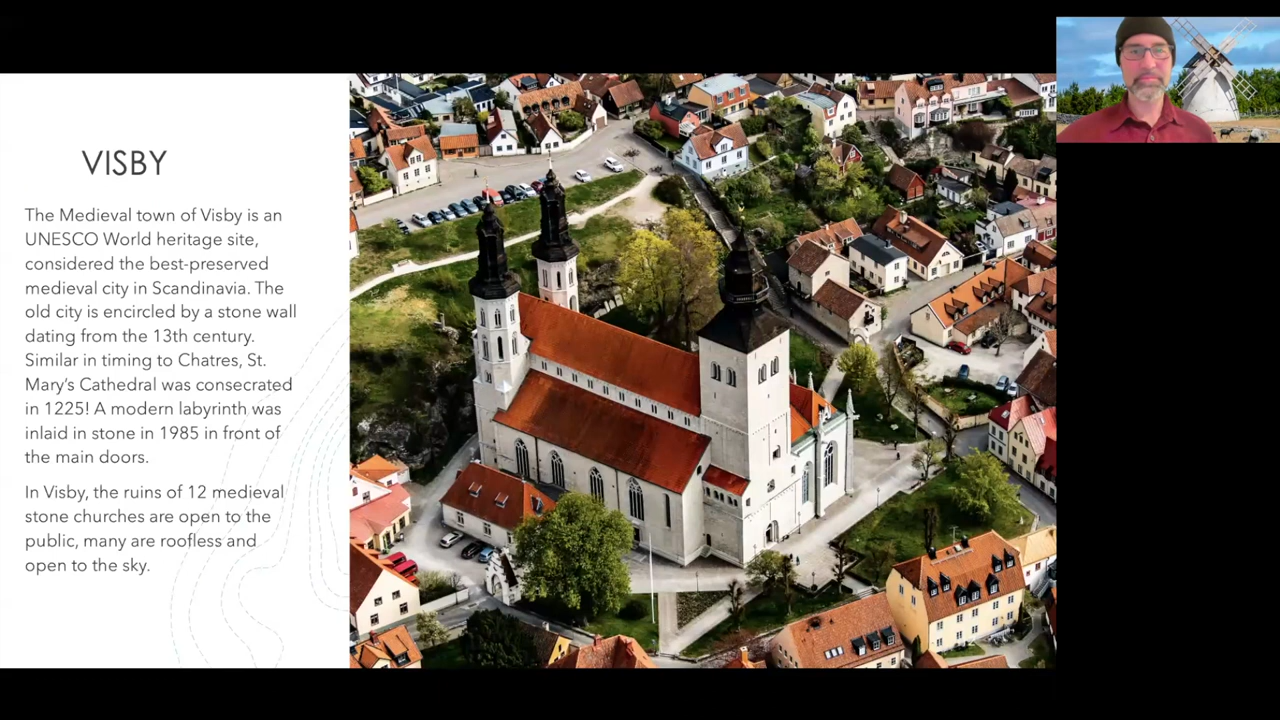 VISBY
The Medieval town of Visby is an
UNESCO World heritage site,
considered the best-preserved
medieval city in Scandinavia. The
old city is encircled by a stone wall
dating from the 13th century.
Similar in timing to Chatres, St.
Mary's Cathedral was consecrated
in 1225! A modern labyrinth was
inlaid in stone in 1985 in front of
the main doors.
In Visby, the ruins of 12 medieval
stone churches are open to the
public, many are roofless and
open to the sky.